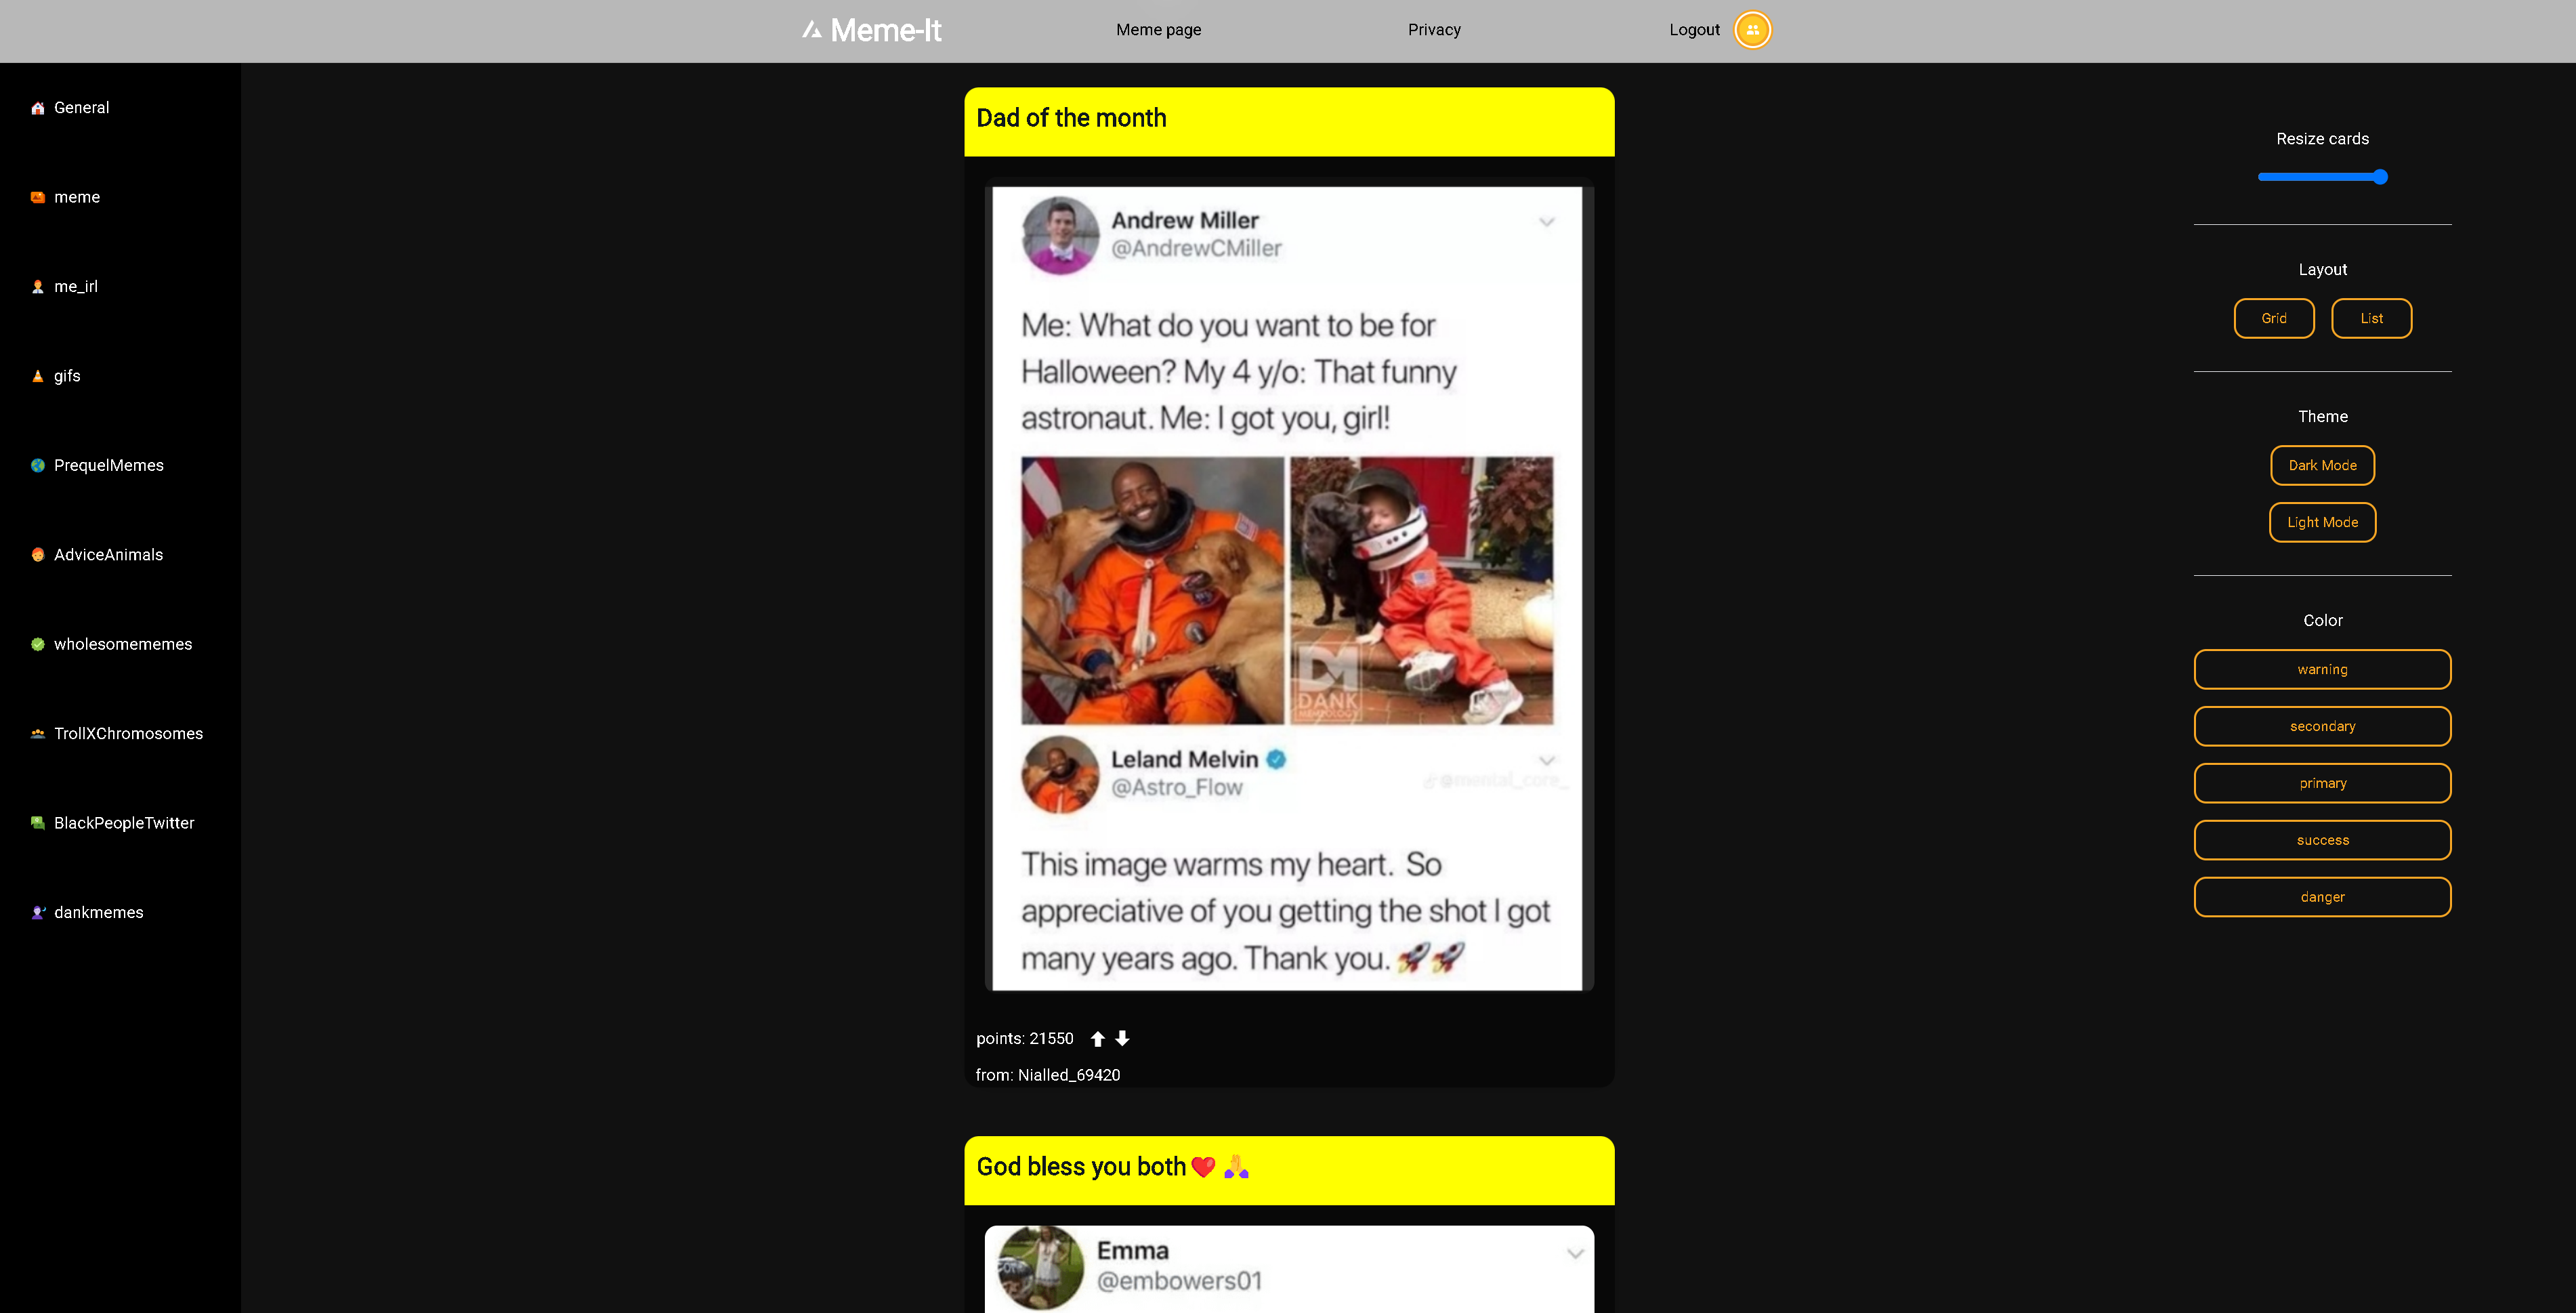 Meme-It
Meme page
Privacy
Logout
General
meme
me_irl
gifs
PrequelMemes
AdviceAnimals
wholesomememes
TrollXChromosomes
BlackPeopleTwitter
dankmemes
Dad of the month
Andrew Miller
@AndrewCMiller
Me: What do you want to be for
Halloween? My 4 y/o: That funny
astronaut. Me: I got you, girl!
DANK
MEMEOLOGY
Leland Melvin
@Astro_Flow
@mental_core_
This image warms my heart. So
appreciative of you getting the shot I got
many years ago. Thank you. 🚀🚀
points: 21550
from: Nialled_69420
God bless you both❤️ 🙏
Emma
@embowers01
Resize cards
Layout
Grid
List
Theme
Dark Mode
Light Mode
Color
warning
secondary
primary
success
danger